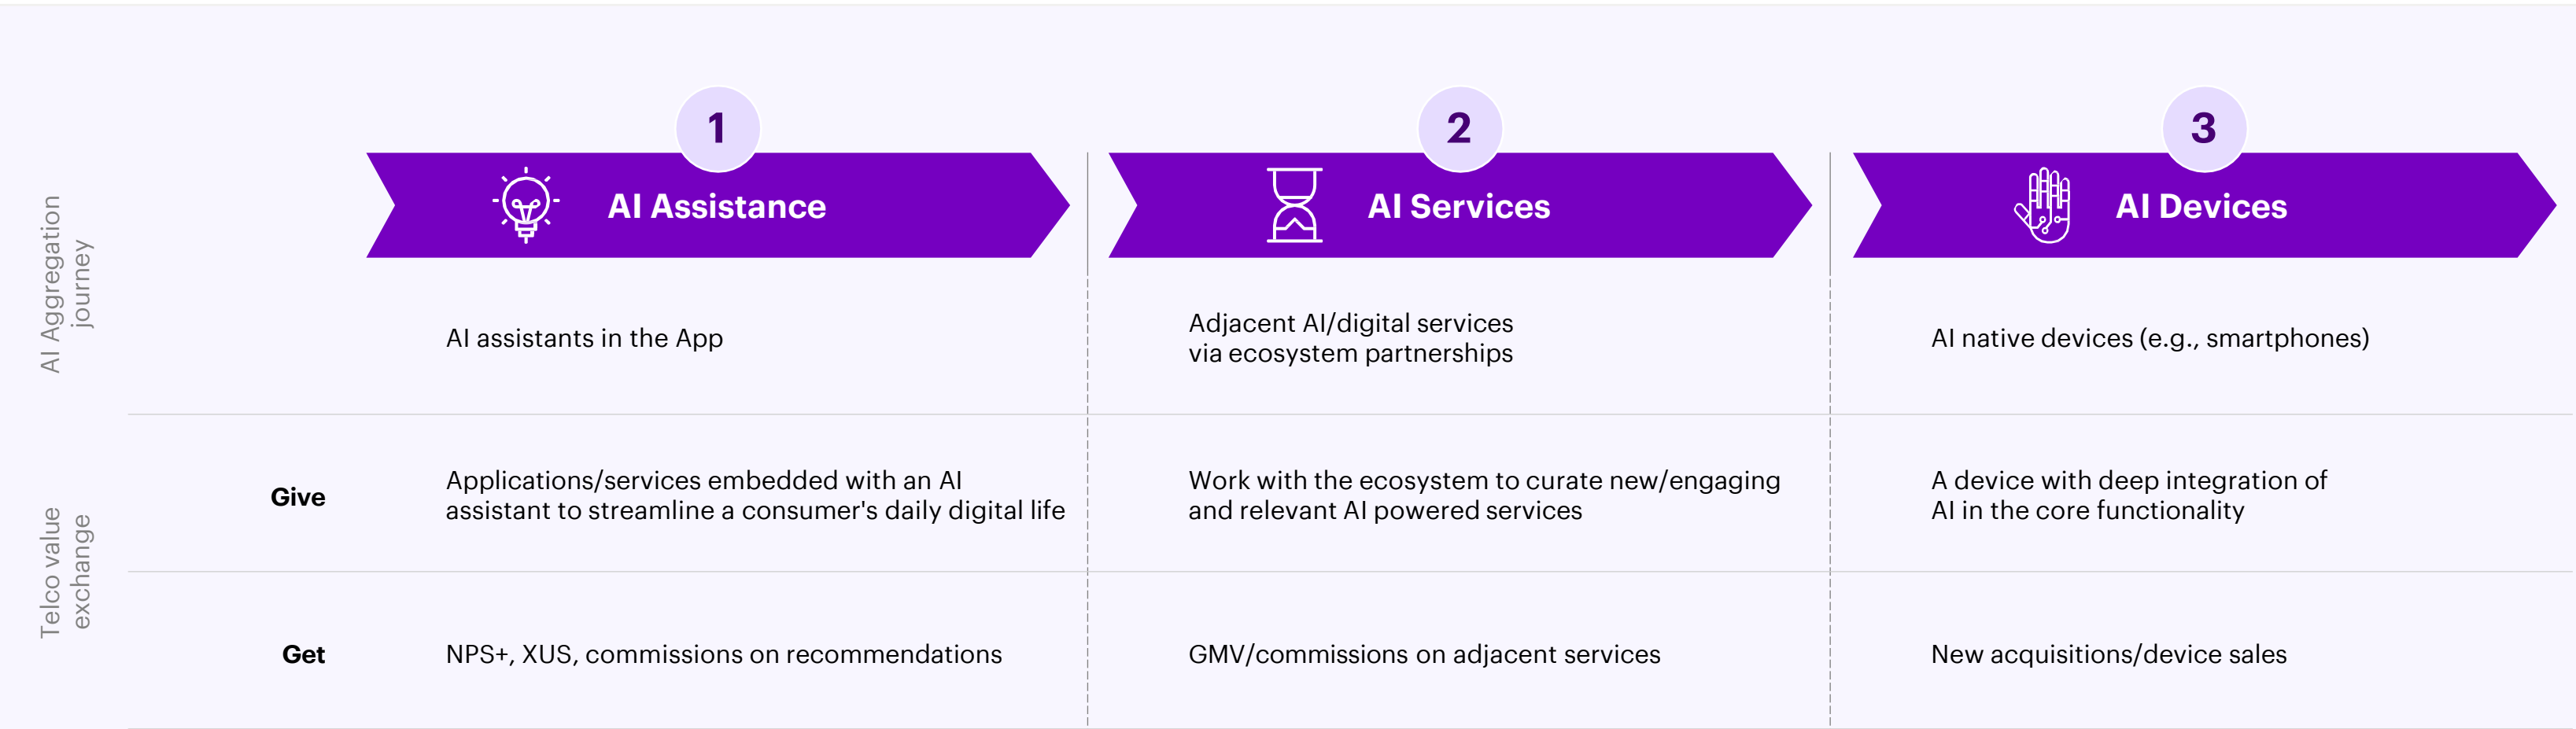 1
2
3
AI Assistance
AI Services
AI Devices
AI Aggregation
journey
AI assistants in the App
Adjacent AI/digital services
via ecosystem partnerships
AI native devices (e.g., smartphones)
Telco value
exchange
Give
Applications/services embedded with an AI
assistant to streamline a consumer's daily digital life
Work with the ecosystem to curate new/engaging
and relevant AI powered services
A device with deep integration of
AI in the core functionality
Get
NPS+, XUS, commissions on recommendations
GMV/commissions on adjacent services
New acquisitions/device sales